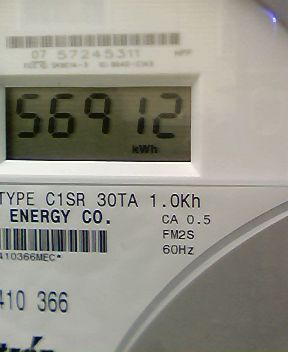 07 57245311
56912
kWh
TYPE C1SR 30TA 1.0Kh
ENERGY CO.
CA 0.5
FM2S
60Hz
410366MEC*
410 366